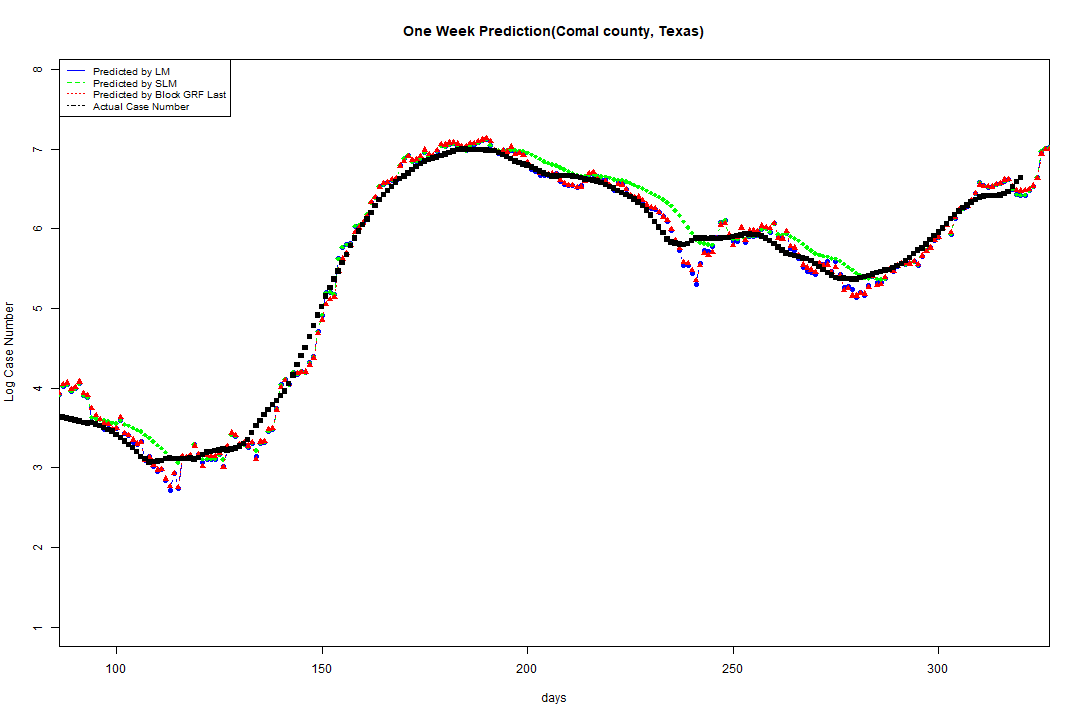 One Week Prediction(Comal county, Texas)
Predicted by LM
Predicted by SLM
Predicted by Block GRF Last
Actual Case Number
8
7
6
5
4
3
2
1
Log Case Number
100 150 200 250 300
days